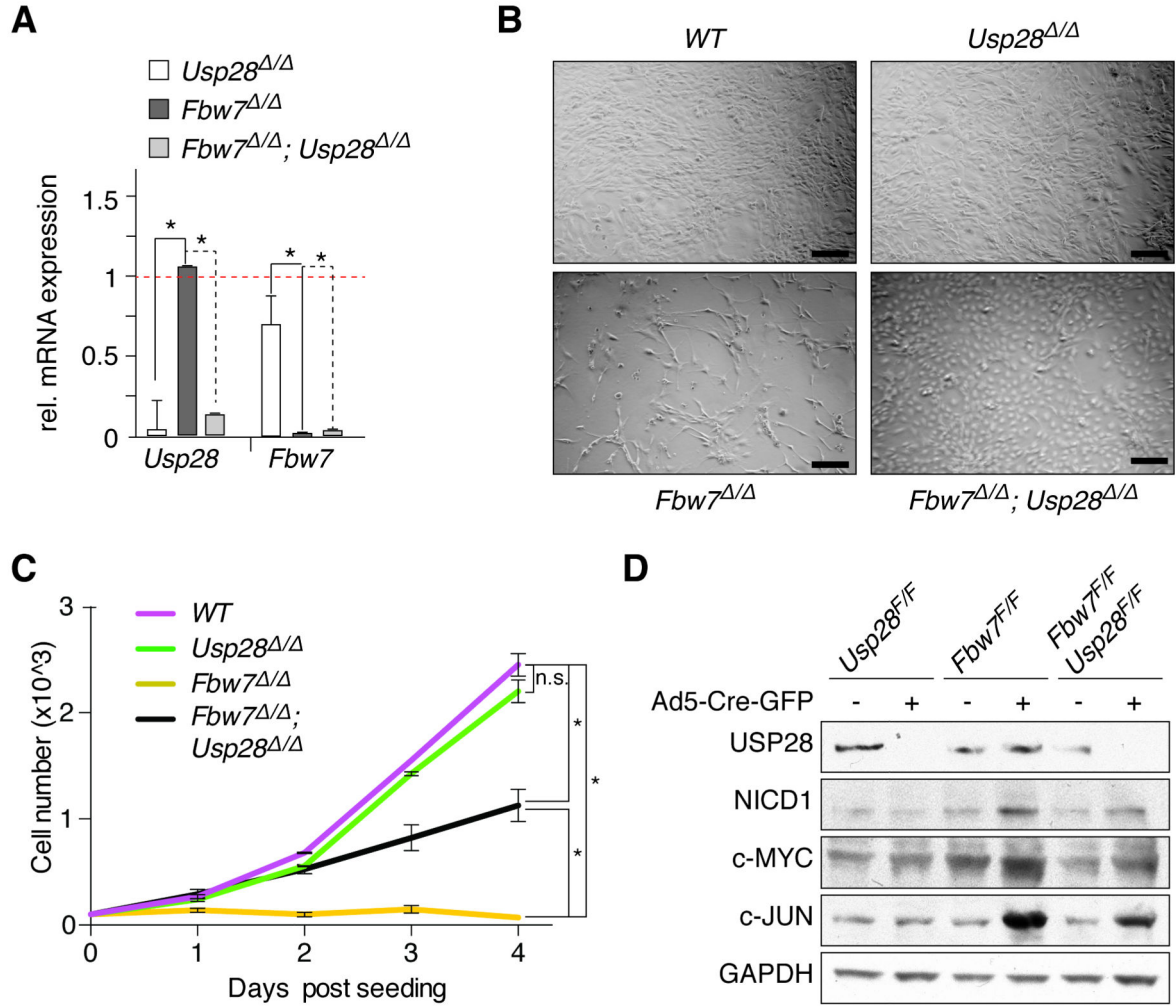 A
Usp28Δ/Δ
Fbw7Δ/Δ
Fbw7Δ/Δ; Usp28Δ/Δ
rel. mRNA expression
1.5
1
0.5
0
* * * *
Usp28 Fbw7
B
WT Usp28Δ/Δ
Fbw7Δ/Δ Fbw7Δ/Δ; Usp28Δ/Δ
C
WT
Usp28Δ/Δ
Fbw7Δ/Δ
Fbw7Δ/Δ;
Usp28Δ/Δ
Cell number (x10^3)
3
2
1
0
n.s.
*
*
*
0 1 2 3 4
Days post seeding
D
Usp28F/F Fbw7F/F Fbw7F/F
Usp28F/F
Ad5-Cre-GFP - + - + - +
USP28
NICD1
c-MYC
c-JUN
GAPDH